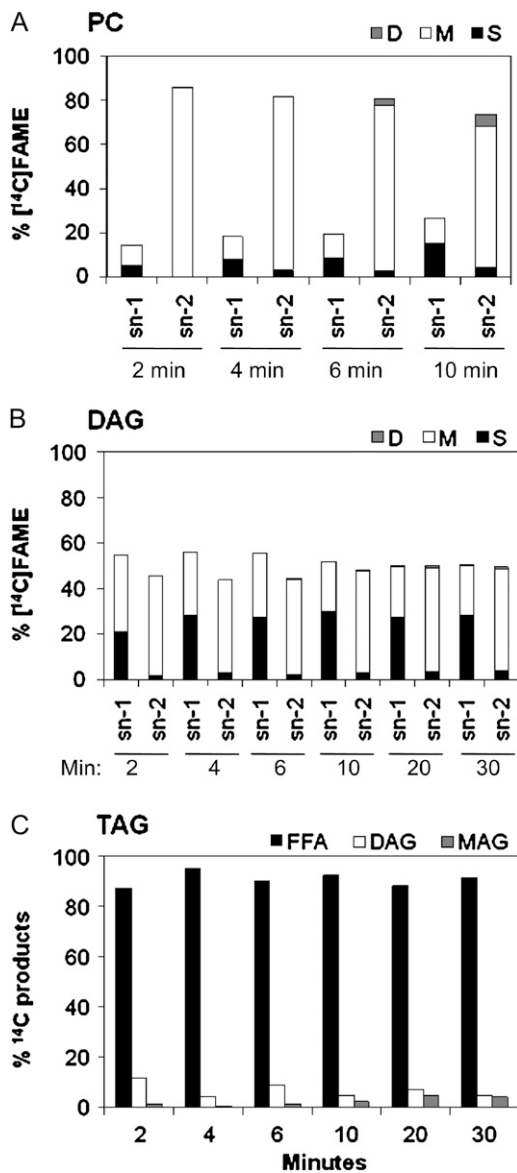 A PC
D M S
% [¹⁴C]FAME
100
80
60
40
20
0
sn-1 sn-2 sn-1 sn-2 sn-1 sn-2 sn-1 sn-2
2 min 4 min 6 min 10 min
B DAG
D M S
% [¹⁴C]FAME
100
80
60
40
20
0
sn-1 sn-2 sn-1 sn-2 sn-1 sn-2 sn-1 sn-2 sn-1 sn-2 sn-1 sn-2
Min: 2 4 6 10 20 30
C TAG
FFA DAG MAG
% ¹⁴C products
100
80
60
40
20
0
2 4 6 10 20 30
Minutes